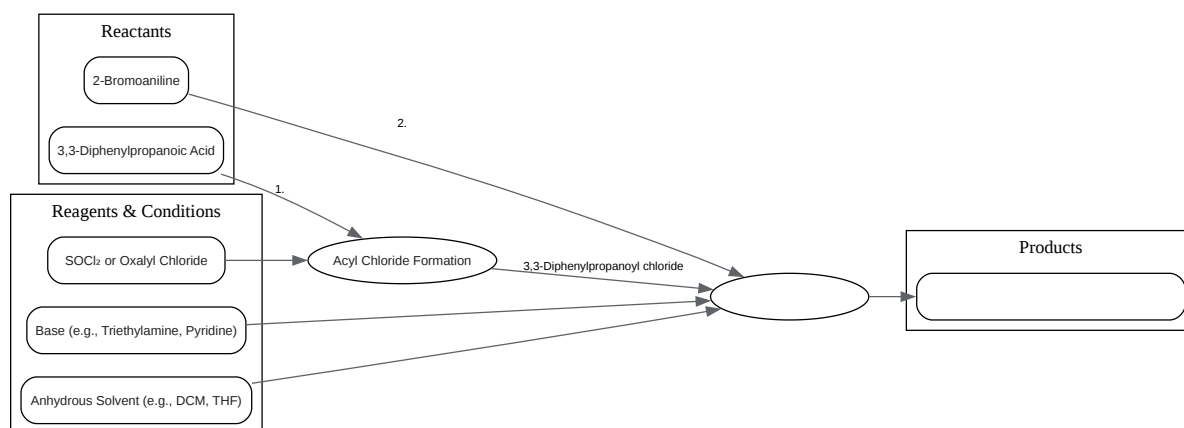 Reactants
2-Bromoaniline
3,3-Diphenylpropanoic Acid
2.
1.
Reagents & Conditions
SOCl₂ or Oxalyl Chloride
Base (e.g., Triethylamine, Pyridine)
Anhydrous Solvent (e.g., DCM, THF)
Acyl Chloride Formation
3,3-Diphenylpropanoyl chloride
Products